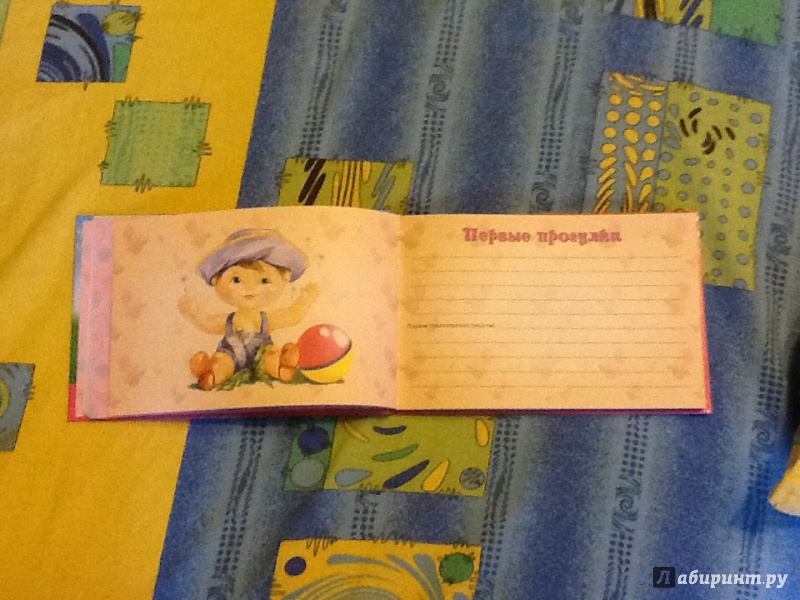 Первые прогулки
Лабиринт.ру